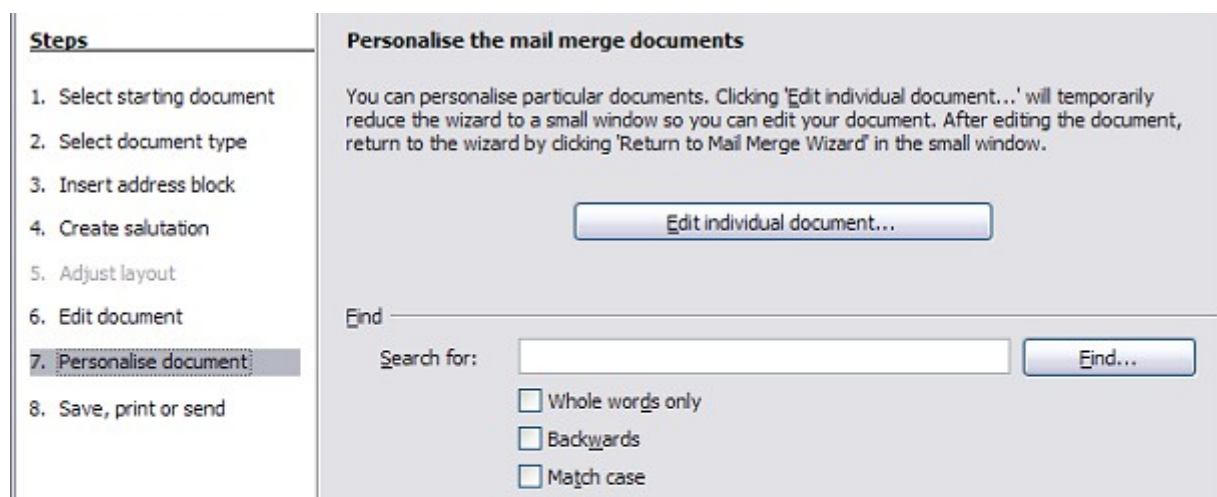 Steps
1. Select starting document
2. Select document type
3. Insert address block
4. Create salutation
5. Adjust layout
6. Edit document
7. Personalise document
8. Save, print or send
Personalise the mail merge documents
You can personalise particular documents. Clicking 'Edit individual document...' will temporarily
reduce the wizard to a small window so you can edit your document. After editing the document,
return to the wizard by clicking 'Return to Mail Merge Wizard' in the small window.
Edit individual document...
Find
Search for:
Find...
Whole words only
Backwards
Match case